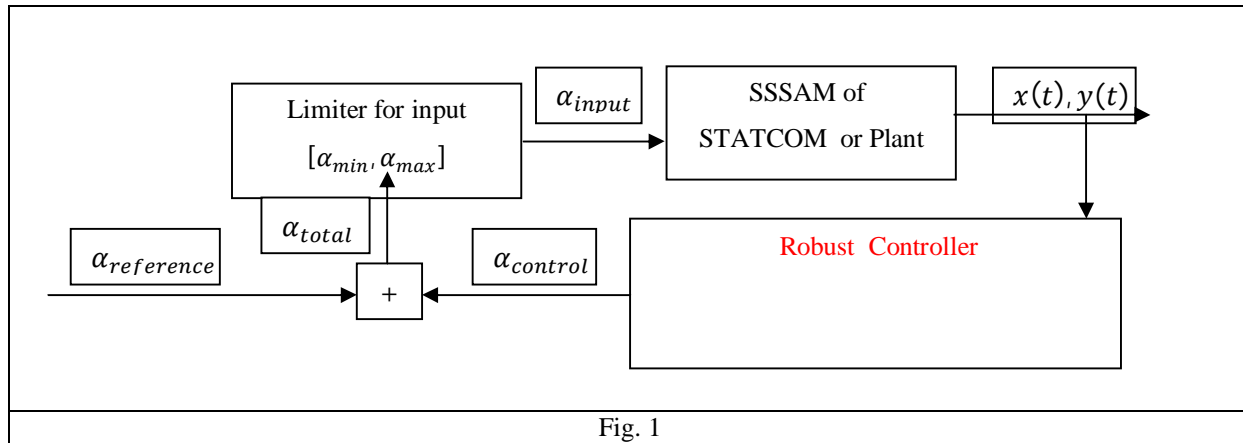 Limiter for input
[α_min, α_max]
α_input
SSSAM of
STATCOM or Plant
x(t), y(t)
α_total
α_reference
+
α_control
Robust Controller
Fig. 1